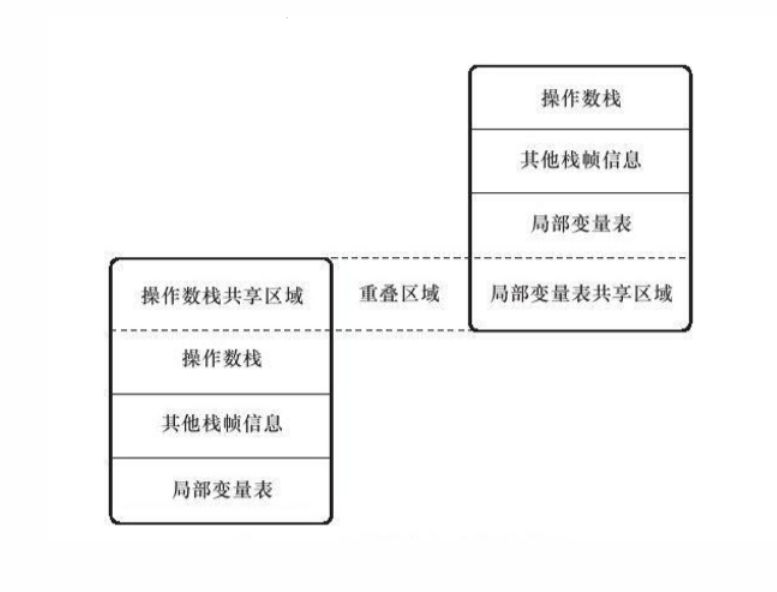 操作数栈
其他栈帧信息
局部变量表
操作数栈共享区域
重叠区域
局部变量表共享区域
操作数栈
其他栈帧信息
局部变量表